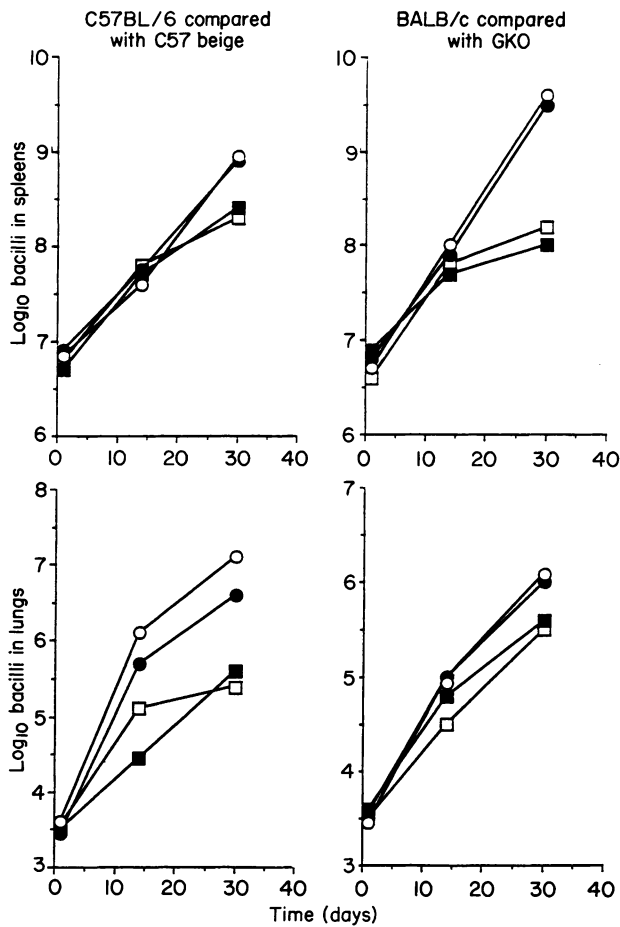 C57BL/6 compared
with C57 beige
BALB/c compared
with GKO
Log10 bacilli in spleens
10
9
8
7
6
0 10 20 30 40
10
9
8
7
6
0 10 20 30 40
Log10 bacilli in lungs
8
7
6
5
4
3
0 10 20 30 40
7
6
5
4
3
0 10 20 30 40
Time (days)